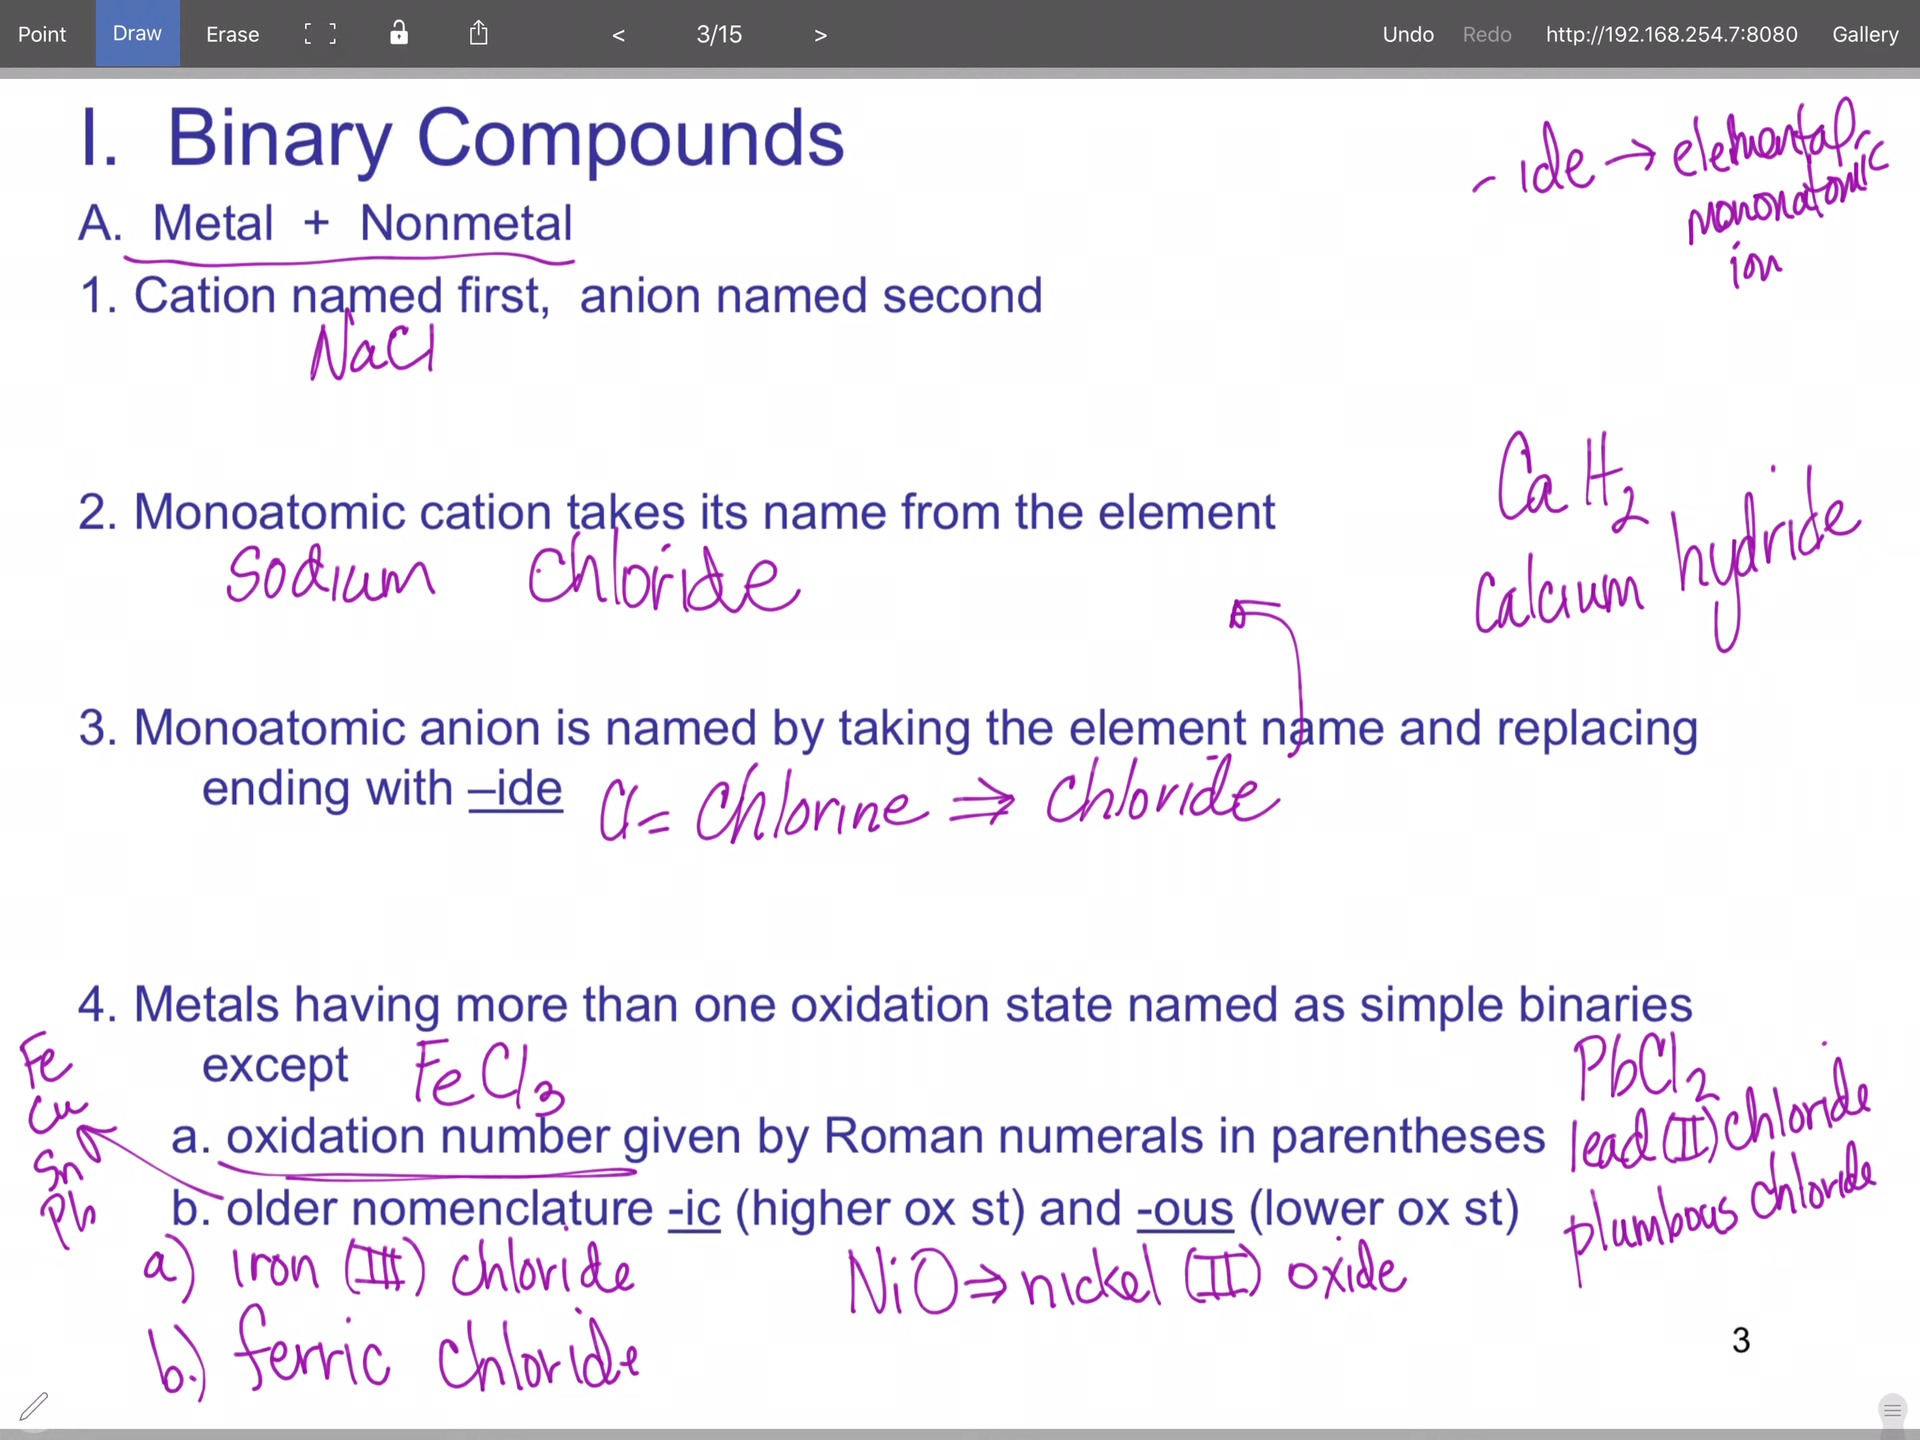 Point Draw Erase < 3/15 > Undo Redo http://192.168.254.7:8080 Gallery
I. Binary Compounds
- ide → elemental
mononatomic
ion
A. Metal + Nonmetal
1. Cation named first, anion named second
NaCl
CaH2
calcium hydride
2. Monoatomic cation takes its name from the element
Sodium chloride
3. Monoatomic anion is named by taking the element name and replacing
ending with –ide Cl = Chlorine ⇒ chloride
4. Metals having more than one oxidation state named as simple binaries
except FeCl3
PbCl2
Fe
Cu
Sn
Pb
a. oxidation number given by Roman numerals in parentheses
lead (II) chloride
b. older nomenclature -ic (higher ox st) and -ous (lower ox st)
plumbous chloride
a) iron (III) chloride NiO ⇒ nickel (II) oxide
b.) ferric chloride
3